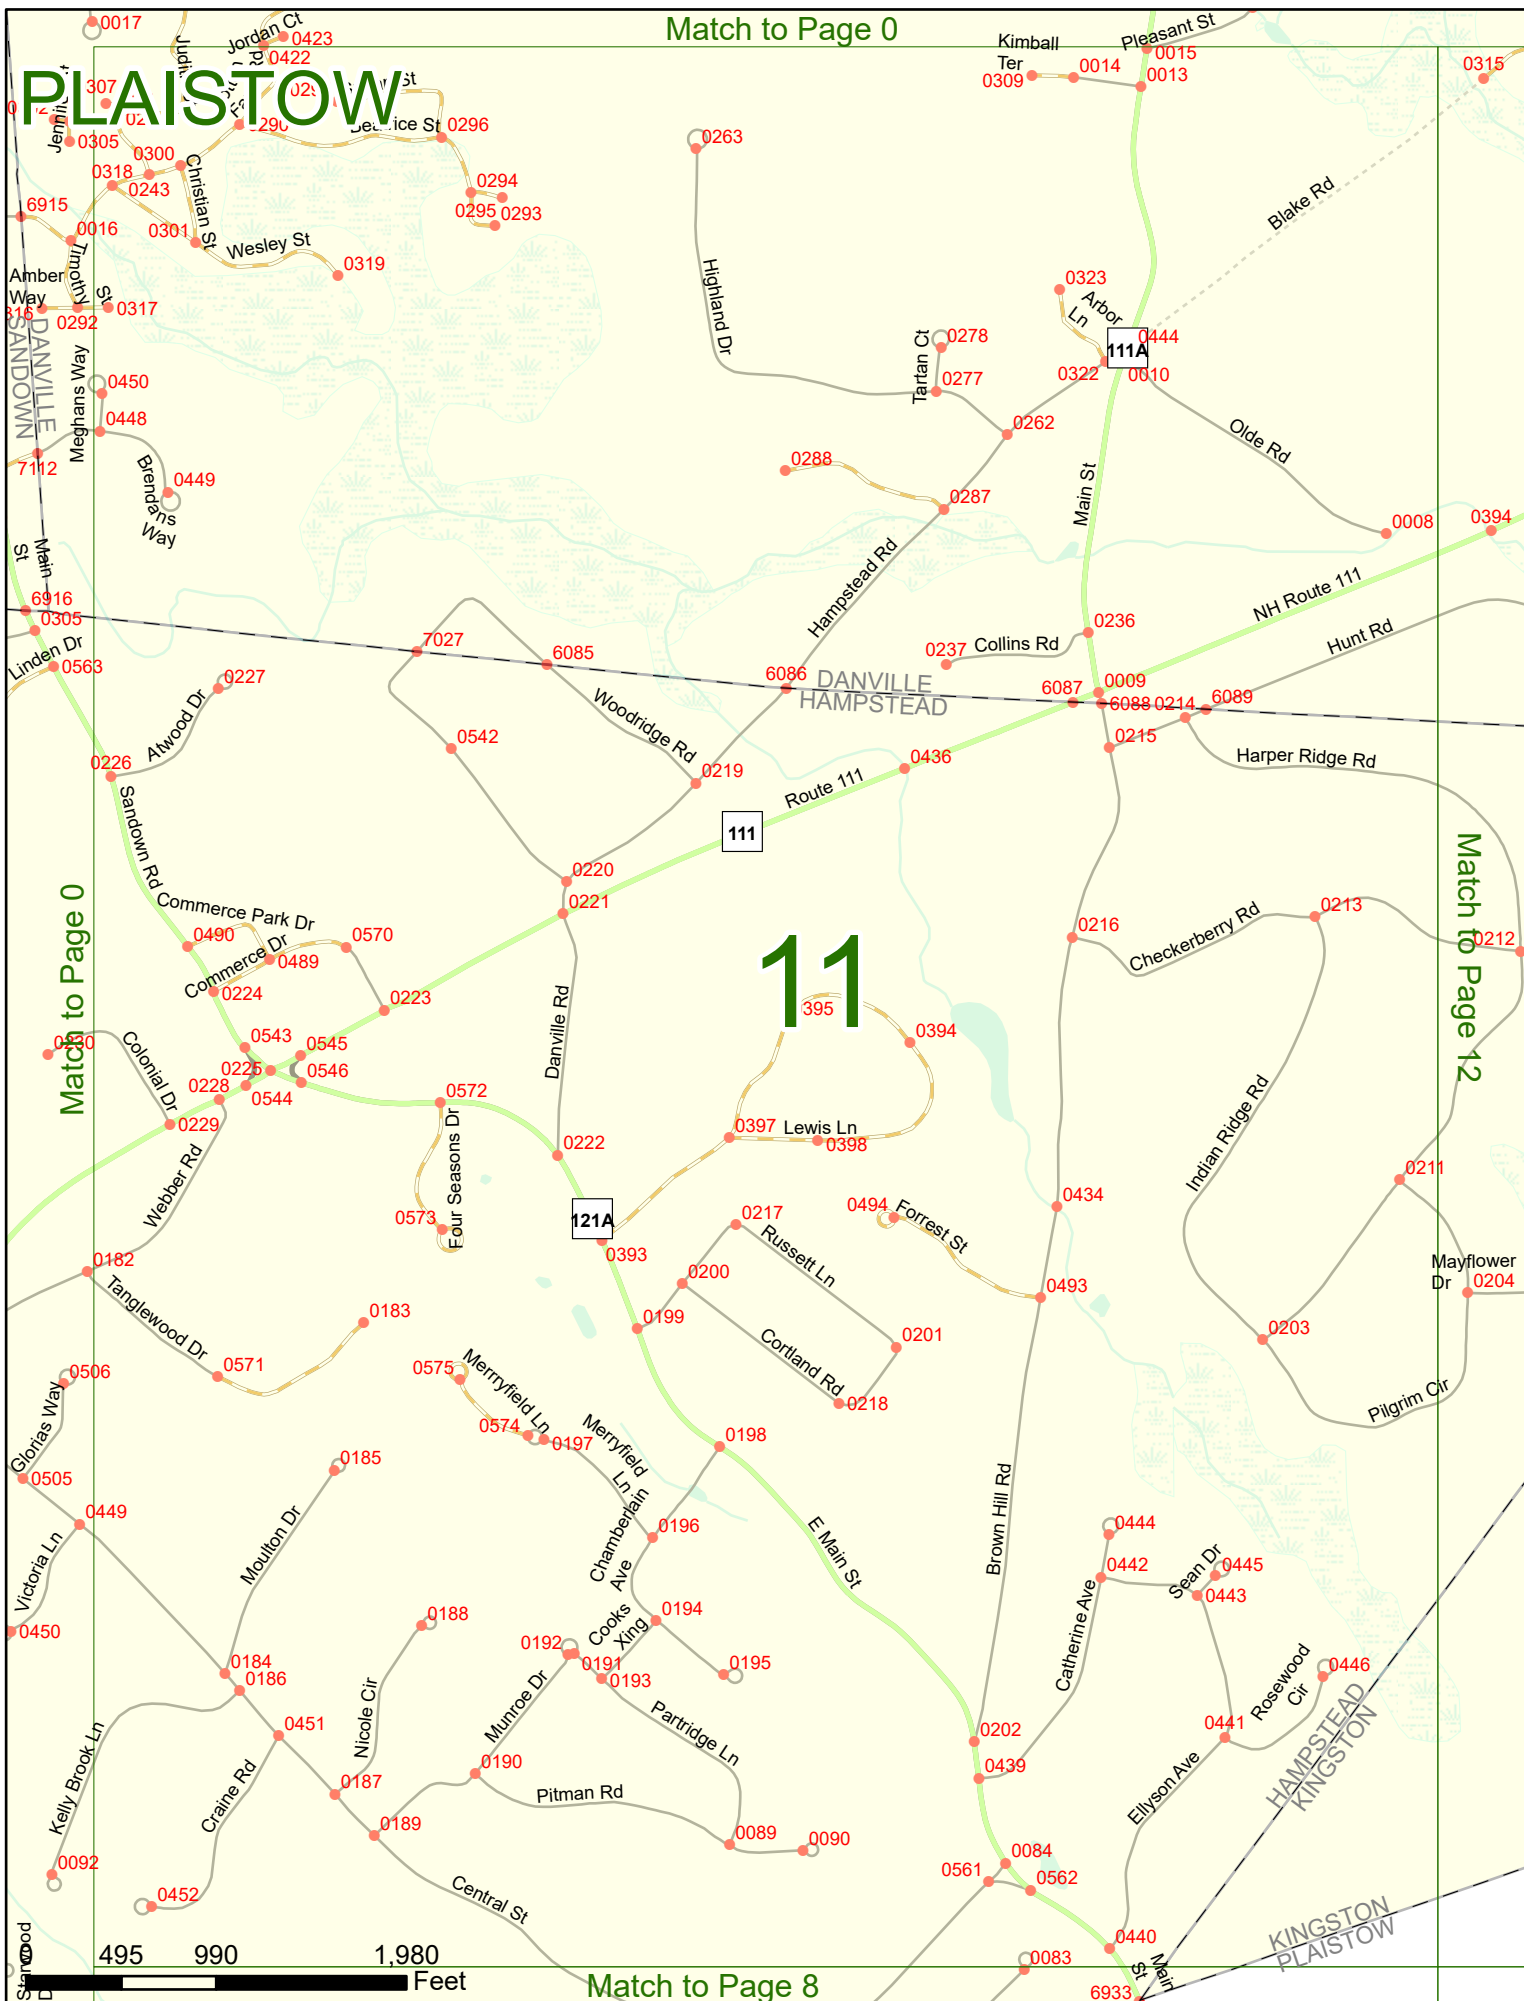 Match to Page 0
PLAISTOW
0017
Jordan Ct
0423
0422
Kimball
Ter
0309
0014
Pleasant St
0015
0013
0315
307
Beatrice St
0296
0290
0305
0300
0318
0243
Christian St
0301
Wesley St
0319
0294
0295
0293
0263
6915
0016
Timothy
St
Amber
Way
0292
0317
DANVILLE
SANDOWN
Meghans Way
0450
0448
7112
Brendans
Way
0449
Highland Dr
Tartan Ct
0278
0277
0262
0288
0287
Blake Rd
0323
Arbor
Ln
111A
0444
0322
0010
Olde Rd
Main St
0008
0394
NH Route 111
Hunt Rd
Main
St
6916
0305
Linden Dr
0563
0227
Atwood Dr
0226
7027
6085
6086
Hampstead Rd
0237
Collins Rd
0236
DANVILLE
HAMPSTEAD
6087
0009
6088
0214
6089
0215
Harper Ridge Rd
Woodridge Rd
0542
0219
0436
Route 111
111
Sandown Rd
0220
0221
Match to Page 0
Match to Page 12
Commerce Park Dr
0490
Commerce Dr
0489
0570
0224
0223
11
0216
Checkerberry Rd
0213
0212
395
0394
Danville Rd
0230
Colonial Dr
0543
0545
0225
0228
0544
0546
0229
0572
Four Seasons Dr
0573
0222
0397
Lewis Ln
0398
Webber Rd
Indian Ridge Rd
0211
0434
121A
0393
0217
Russett Ln
0494
Forrest St
0493
0200
0199
0201
Cortland Rd
0218
0182
Tanglewood Dr
0183
0571
Mayflower
Dr
0204
0203
Pilgrim Cir
0506
Glorias Way
0505
0575
Merrryfield Ln
0574
0197
Merryfield
Ln
0198
0185
Moulton Dr
0449
Victoria Ln
0450
Chamberlain
Ave
0196
E Main St
Brown Hill Rd
0444
0442
Sean Dr
0445
0443
Catherine Ave
0188
Nicole Cir
0192
Cooks
Xing
0194
0191
0193
0195
0184
0186
0451
Munroe Dr
Partridge Ln
Rosewood
Cir
0446
0441
HAMPSTEAD
KINGSTON
0202
0439
Kelly Brook Ln
Craine Rd
0187
0190
Pitman Rd
0189
0089
0090
Ellyson Ave
0092
0452
Central St
0084
0561
0562
0440
KINGSTON
PLAISTOW
0083
Main
St
6933
0
495
990
1,980
Feet
Match to Page 8